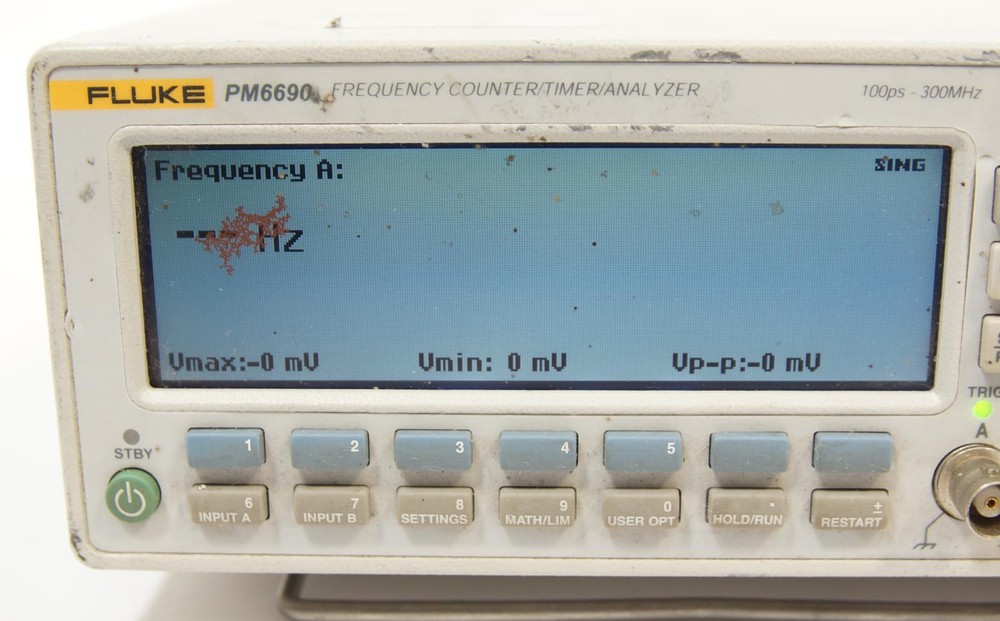 FLUKE PM6690 FREQUENCY COUNTER/TIMER/ANALYZER 100ps - 300MHz
Frequency A: SING
--- Hz
Vmax:-0 mV Vmin: 0 mV Vp-p:-0 mV
TRIG
A
STBY
1 2 3 4 5
6 7 8 9 0 . ±
INPUT A INPUT B SETTINGS MATH/LIM USER OPT HOLD/RUN RESTART